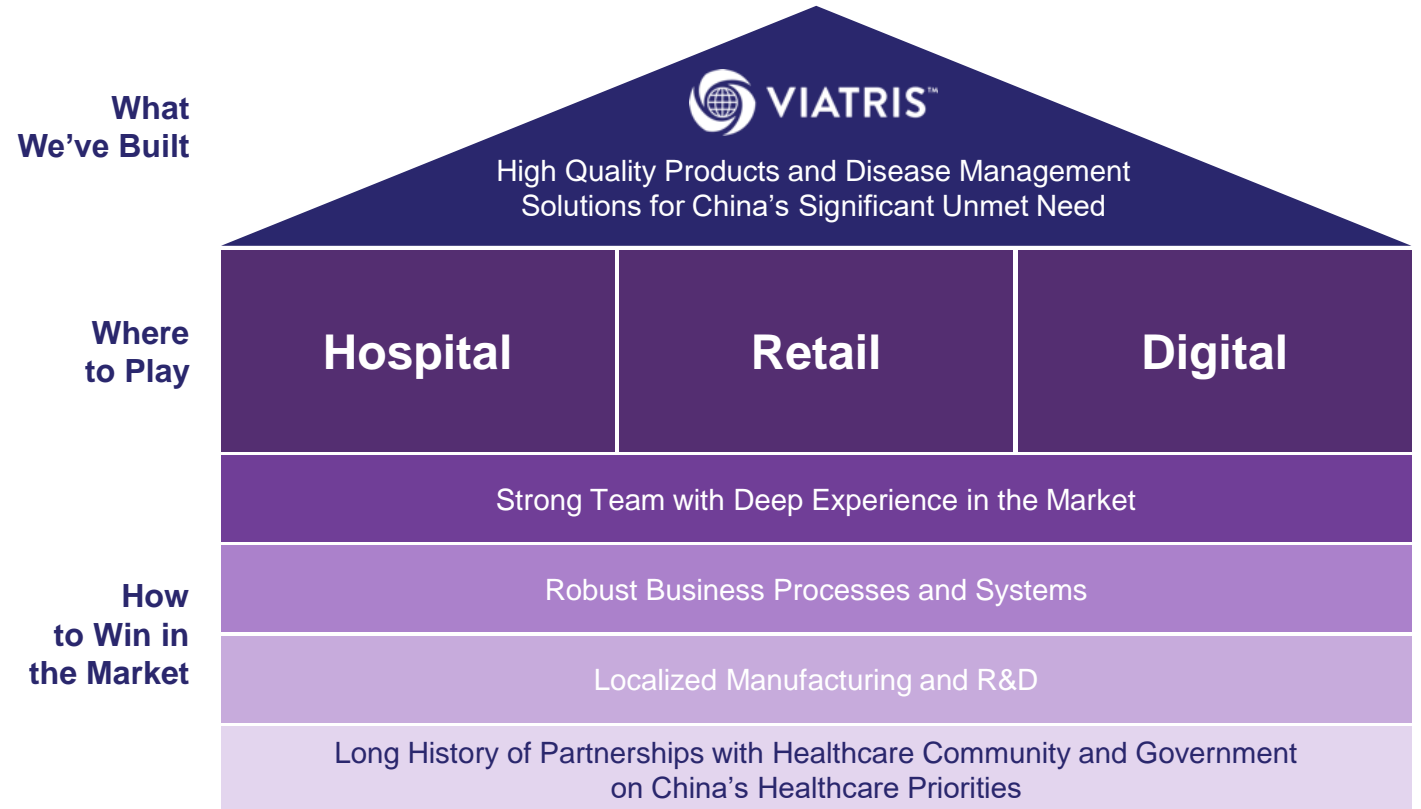 What
We’ve Built
VIATRIS™
High Quality Products and Disease Management
Solutions for China’s Significant Unmet Need
Where
to Play
Hospital
Retail
Digital
How
to Win in
the Market
Strong Team with Deep Experience in the Market
Robust Business Processes and Systems
Localized Manufacturing and R&D
Long History of Partnerships with Healthcare Community and Government
on China’s Healthcare Priorities